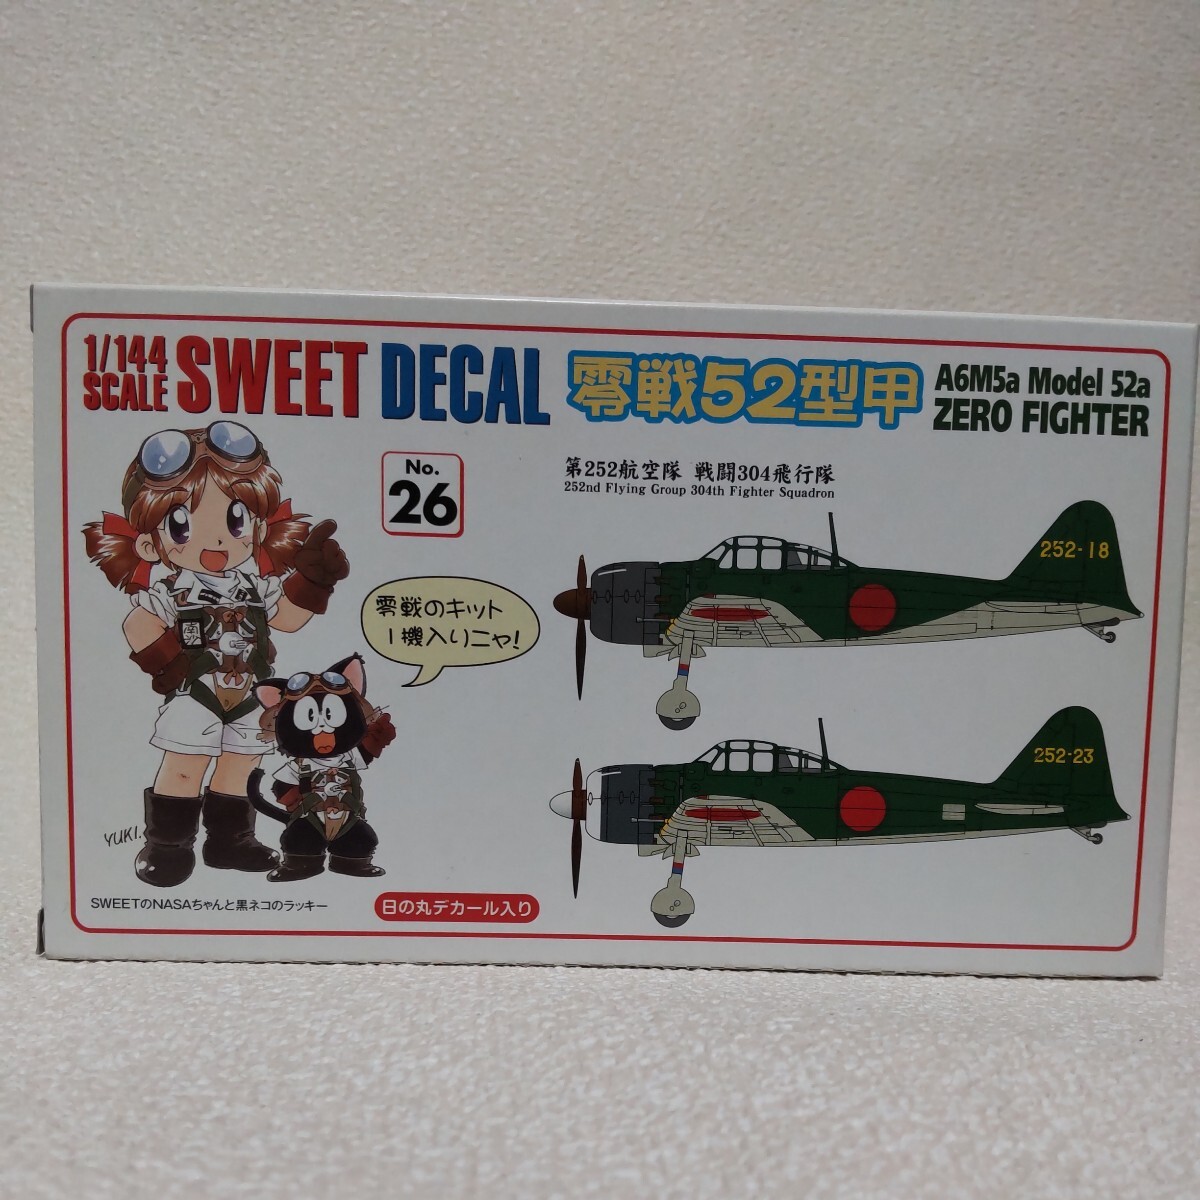 1/144
SCALE
SWEET DECAL
零戦52型甲
A6M5a Model 52a
ZERO FIGHTER
No.
26
第252航空隊 戦闘304飛行隊
252nd Flying Group 304th Fighter Squadron
252-18
零戦のキット
1機入りニャ!
252-23
YUKI.
SWEETのNASAちゃんと黒ネコのラッキー
日の丸デカール入り